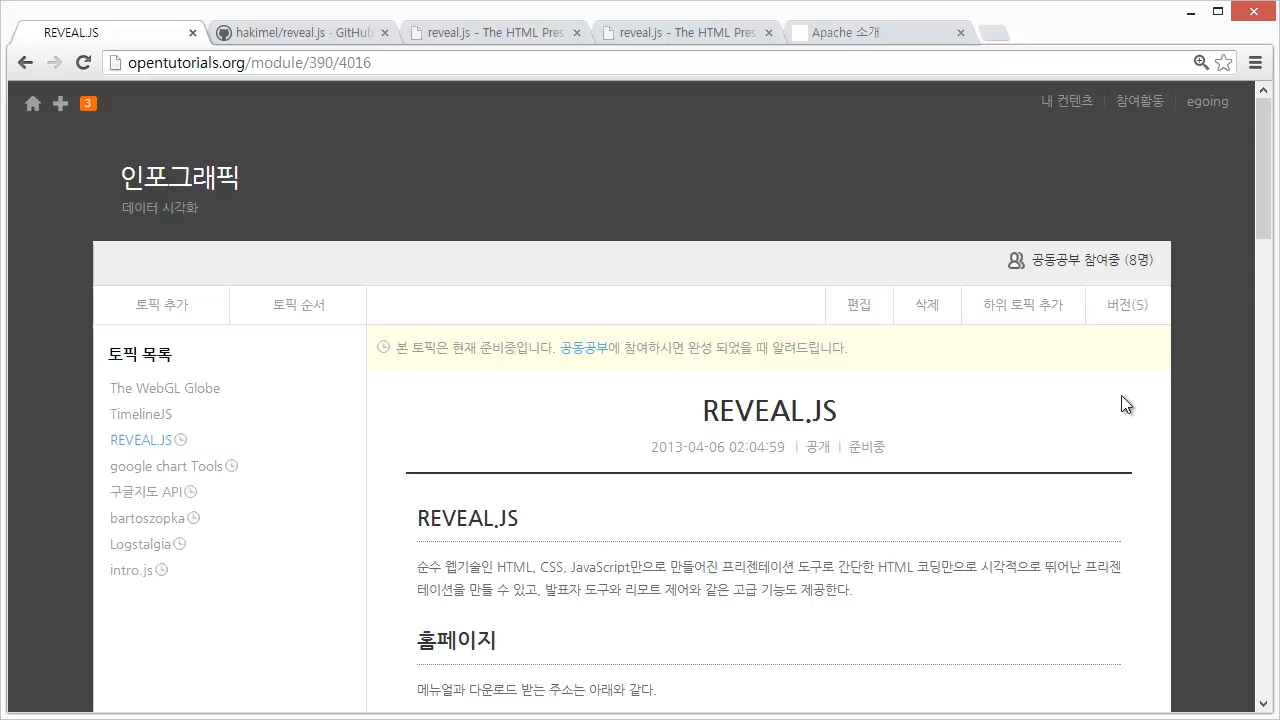 REVEAL.JS
hakimel/reveal.js · GitHub
reveal.js - The HTML Pres
reveal.js - The HTML Pres
Apache 소개
opentutorials.org/module/390/4016
3
내 컨텐츠 참여활동 egoing
인포그래픽
데이터 시각화
공동공부 참여중 (8명)
토픽 추가 토픽 순서 편집 삭제 하위 토픽 추가 버전(5)
토픽 목록
The WebGL Globe
TimelineJS
REVEAL.JS
google chart Tools
구글지도 API
bartoszopka
Logstalgia
intro.js
본 토픽은 현재 준비중입니다. 공동공부에 참여하시면 완성 되었을 때 알려드립니다.
REVEAL.JS
2013-04-06 02:04:59 | 공개 | 준비중
REVEAL.JS
순수 웹기술인 HTML, CSS, JavaScript만으로 만들어진 프리젠테이션 도구로 간단한 HTML 코딩만으로 시각적으로 뛰어난 프리젠
테이션을 만들 수 있고, 발표자 도구와 리모트 제어와 같은 고급 기능도 제공한다.
홈페이지
메뉴얼과 다운로드 받는 주소는 아래와 같다.